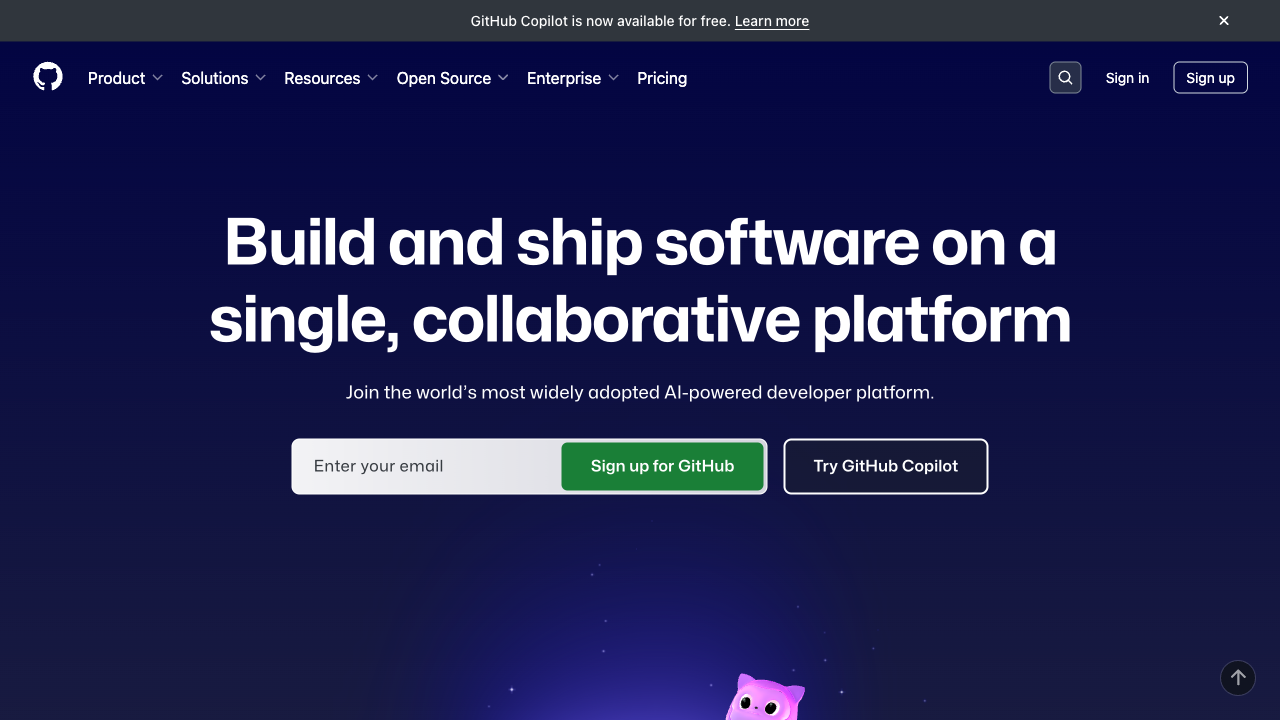 GitHub Copilot is now available for free. Learn more
Product Solutions Resources Open Source Enterprise Pricing Sign in Sign up
Build and ship software on a
single, collaborative platform
Join the world’s most widely adopted AI-powered developer platform.
Enter your email Sign up for GitHub Try GitHub Copilot